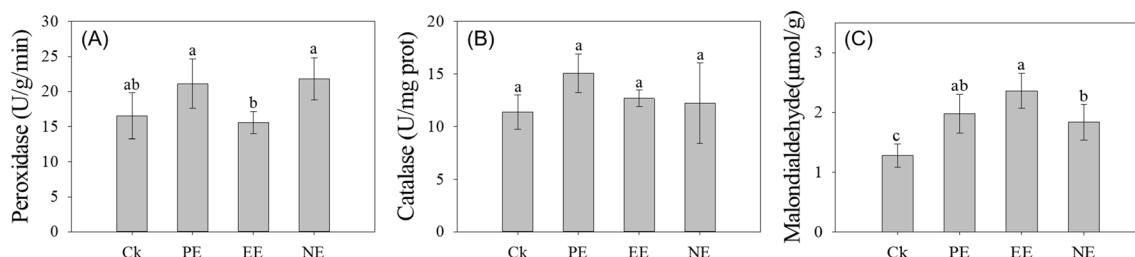 (A)
Peroxidase (U/g/min)
30
25
20
15
10
5
0
ab
a
b
a
Ck PE EE NE
(B)
Catalase (U/mg prot)
20
15
10
5
0
a
a
a
a
Ck PE EE NE
(C)
Malondialdehyde(μmol/g)
3
2
1
0
c
ab
a
b
Ck PE EE NE